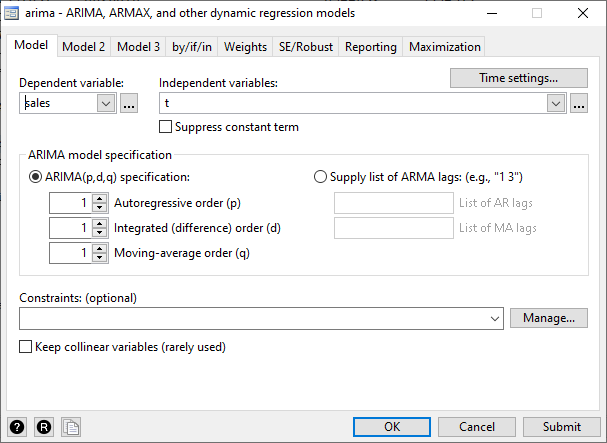 arima - ARIMA, ARMAX, and other dynamic regression models
Model Model 2 Model 3 by/if/in Weights SE/Robust Reporting Maximization
Time settings...
Dependent variable: Independent variables:
sales ... t ...
Suppress constant term
ARIMA model specification
ARIMA(p,d,q) specification: Supply list of ARMA lags: (e.g., "1 3")
1 Autoregressive order (p) List of AR lags
1 Integrated (difference) order (d) List of MA lags
1 Moving-average order (q)
Constraints: (optional)
Manage...
Keep collinear variables (rarely used)
? R OK Cancel Submit